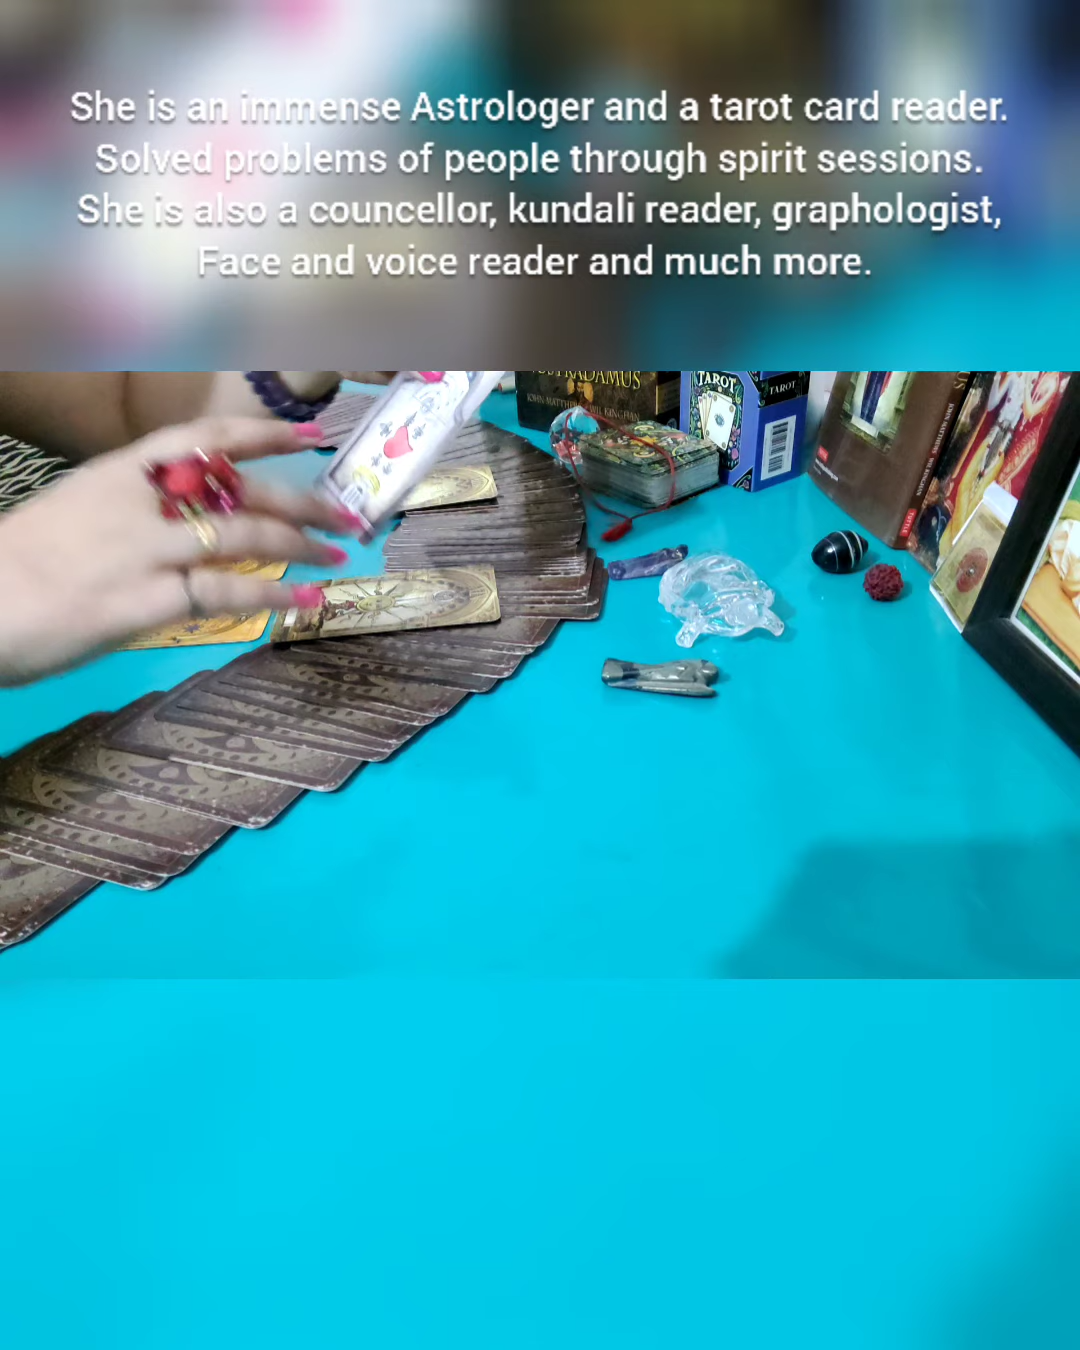 She is an immense Astrologer and a tarot card reader.
Solved problems of people through spirit sessions.
She is also a councellor, kundali reader, graphologist,
Face and voice reader and much more.
TAROT
TAROT